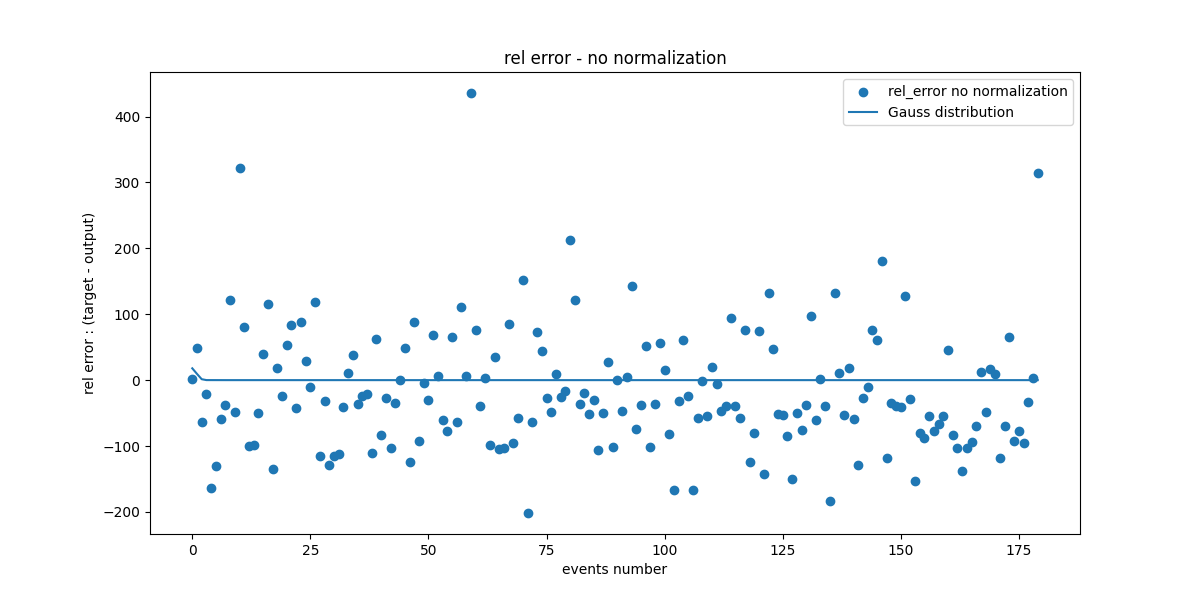 rel error - no normalization
rel_error no normalization
Gauss distribution
400
300
200
100
0
−100
−200
rel error : (target - output)
0 25 50 75 100 125 150 175
events number